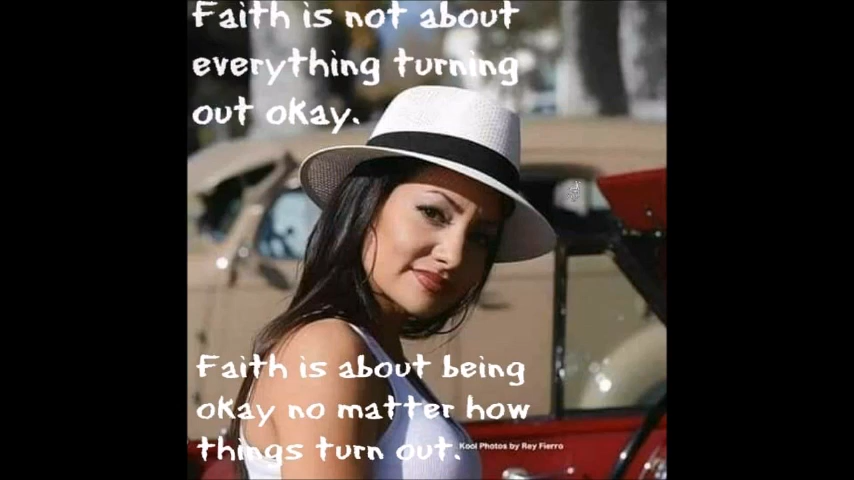 Faith is not about
everything turning
out okay.
Faith is about being
okay no matter how
things turn out.
Kool Photos by Rey Fierro